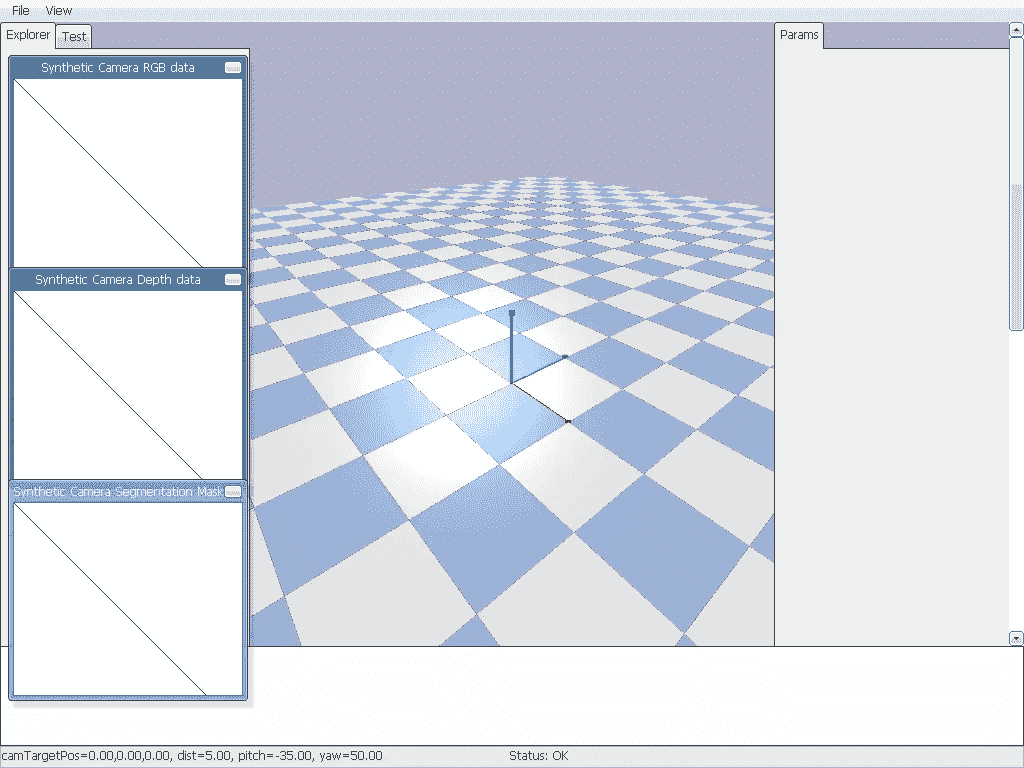 File View
Explorer Test
Params
Synthetic Camera RGB data
Synthetic Camera Depth data
Synthetic Camera Segmentation Mask
camTargetPos=0.00,0.00,0.00, dist=5.00, pitch=-35.00, yaw=50.00 Status: OK